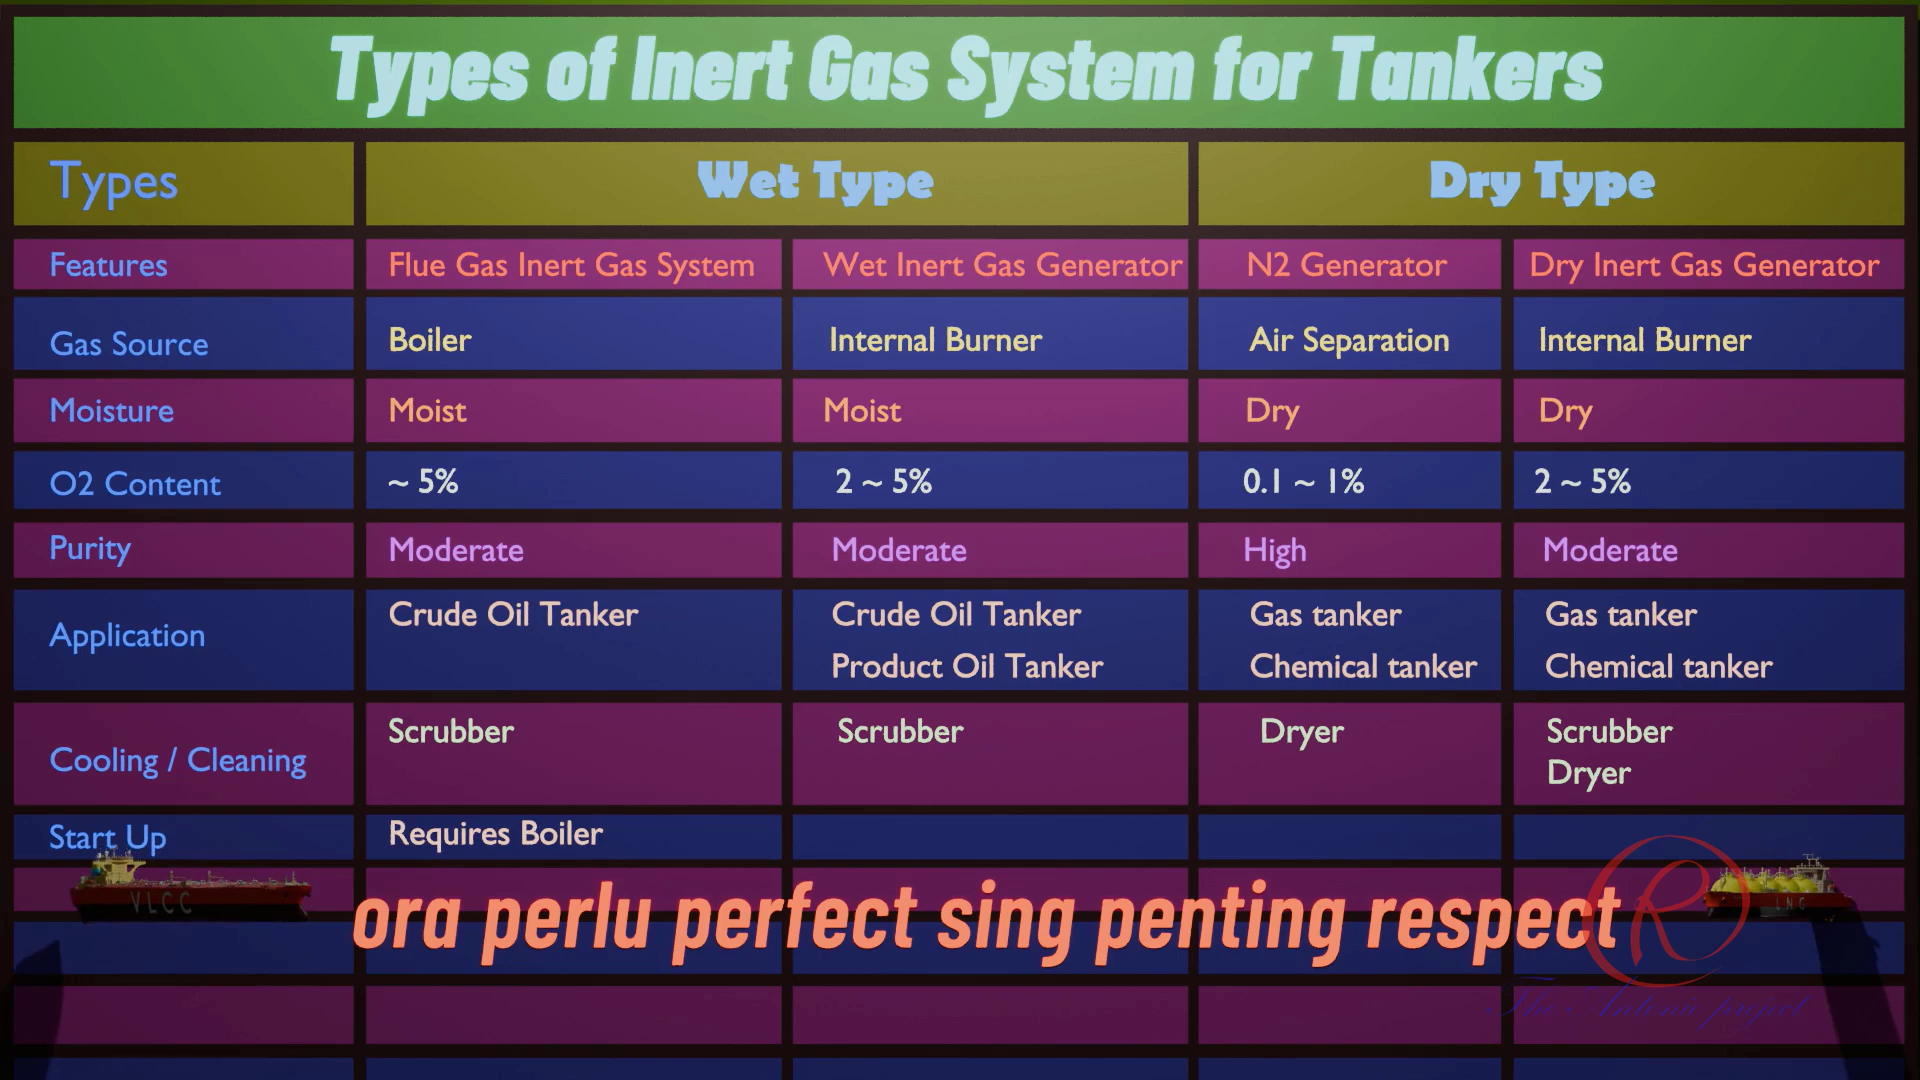 Types of Inert Gas System for Tankers
Types Wet Type Dry Type
Features Flue Gas Inert Gas System Wet Inert Gas Generator N2 Generator Dry Inert Gas Generator
Gas Source Boiler Internal Burner Air Separation Internal Burner
Moisture Moist Moist Dry Dry
O2 Content ~ 5% 2 ~ 5% 0.1 ~ 1% 2 ~ 5%
Purity Moderate Moderate High Moderate
Application Crude Oil Tanker Crude Oil Tanker Gas tanker Gas tanker
Product Oil Tanker Chemical tanker Chemical tanker
Cooling / Cleaning Scrubber Scrubber Dryer Scrubber
Dryer
Start Up Requires Boiler
VLCC
LNG
ora perlu perfect sing penting respect
R
The project